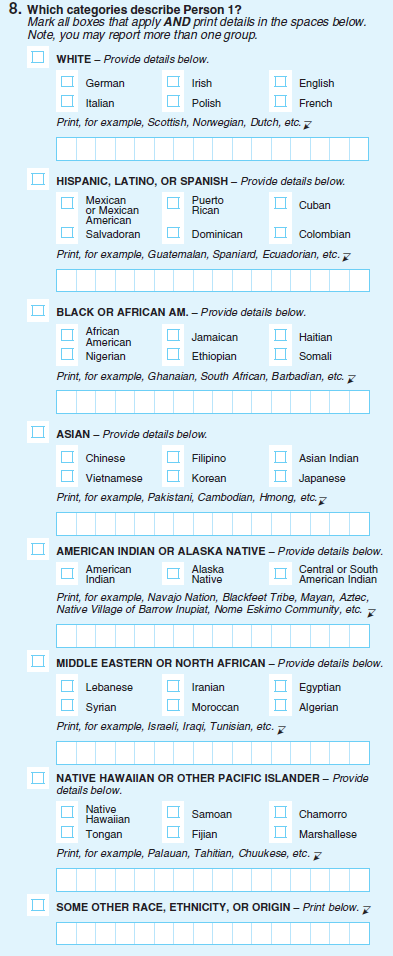 8. Which categories describe Person 1?
Mark all boxes that apply AND print details in the spaces below.
Note, you may report more than one group.
WHITE – Provide details below.
German Irish English
Italian Polish French
Print, for example, Scottish, Norwegian, Dutch, etc.
HISPANIC, LATINO, OR SPANISH – Provide details below.
Mexican
or Mexican
American
Puerto
Rican
Cuban
Salvadoran Dominican Colombian
Print, for example, Guatemalan, Spaniard, Ecuadorian, etc.
BLACK OR AFRICAN AM. – Provide details below.
African
American
Jamaican Haitian
Nigerian Ethiopian Somali
Print, for example, Ghanaian, South African, Barbadian, etc.
ASIAN – Provide details below.
Chinese Filipino Asian Indian
Vietnamese Korean Japanese
Print, for example, Pakistani, Cambodian, Hmong, etc.
AMERICAN INDIAN OR ALASKA NATIVE – Provide details below.
American
Indian
Alaska
Native
Central or South
American Indian
Print, for example, Navajo Nation, Blackfeet Tribe, Mayan, Aztec,
Native Village of Barrow Inupiat, Nome Eskimo Community, etc.
MIDDLE EASTERN OR NORTH AFRICAN – Provide details below.
Lebanese Iranian Egyptian
Syrian Moroccan Algerian
Print, for example, Israeli, Iraqi, Tunisian, etc.
NATIVE HAWAIIAN OR OTHER PACIFIC ISLANDER – Provide
details below.
Native
Hawaiian
Samoan Chamorro
Tongan Fijian Marshallese
Print, for example, Palauan, Tahitian, Chuukese, etc.
SOME OTHER RACE, ETHNICITY, OR ORIGIN – Print below.